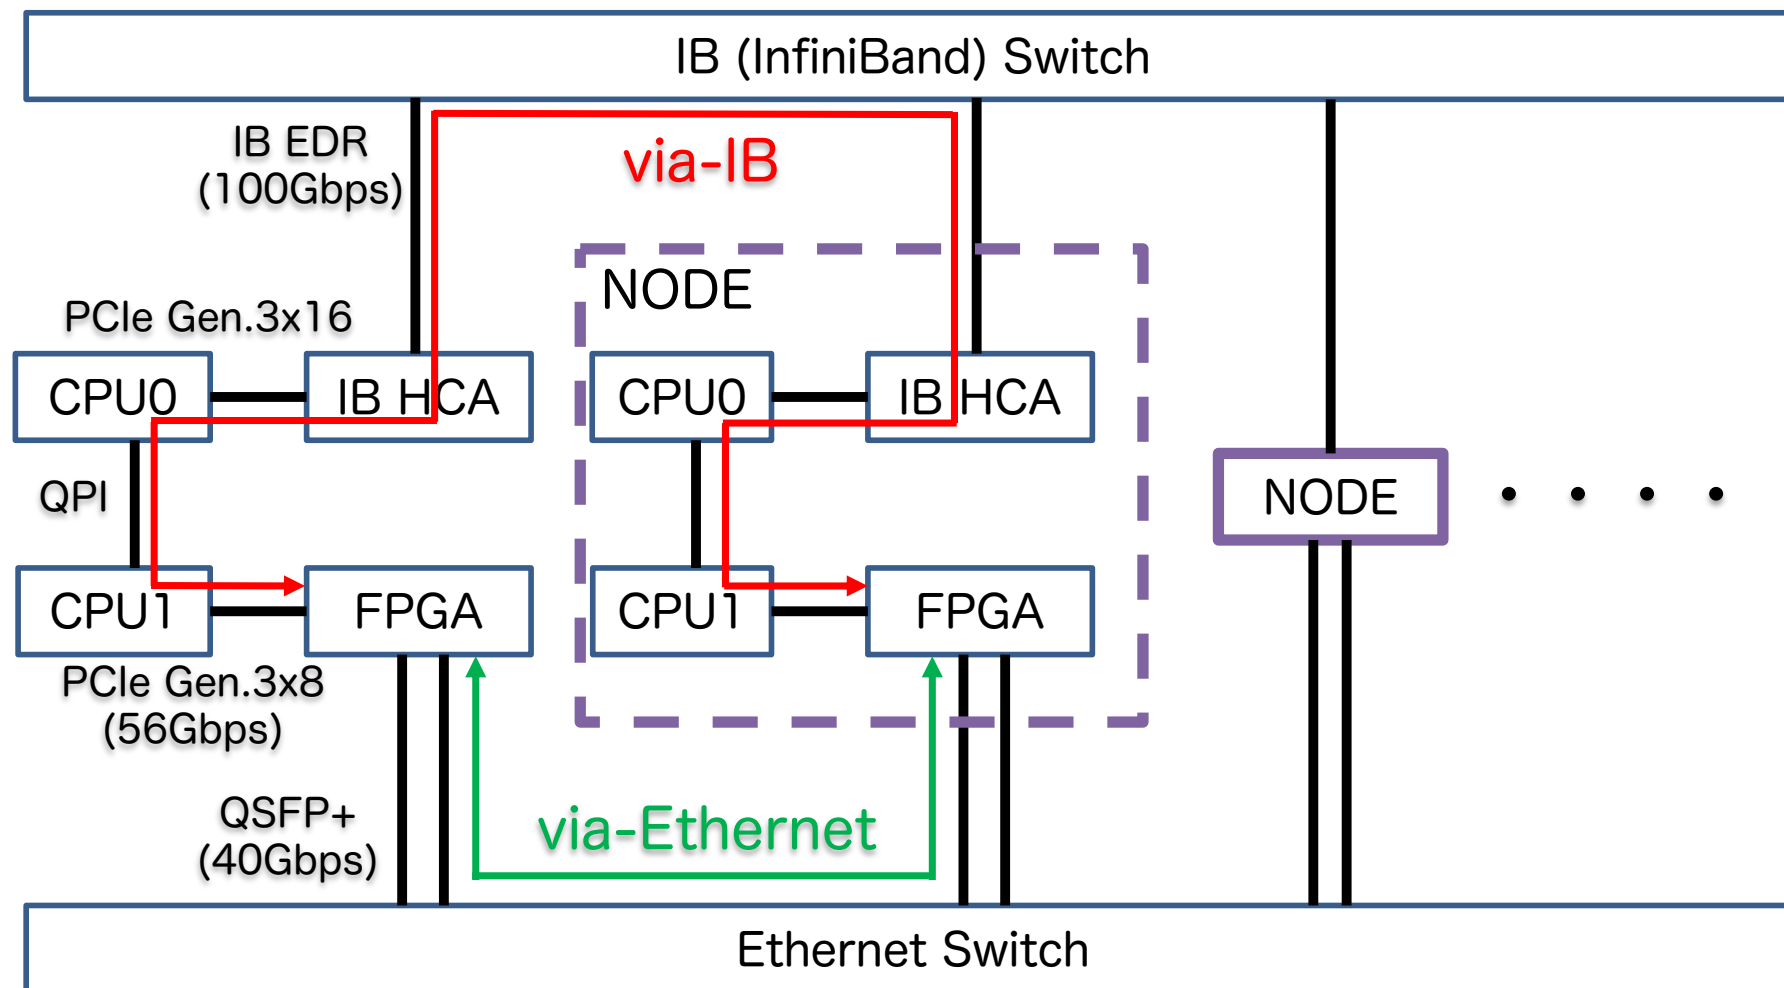 IB (InfiniBand) Switch
IB EDR
(100Gbps)
via-IB
NODE
PCIe Gen.3x16
CPU0
IB HCA
CPU0
IB HCA
QPI
NODE
CPU1
FPGA
CPU1
FPGA
PCIe Gen.3x8
(56Gbps)
QSFP+
(40Gbps)
via-Ethernet
Ethernet Switch